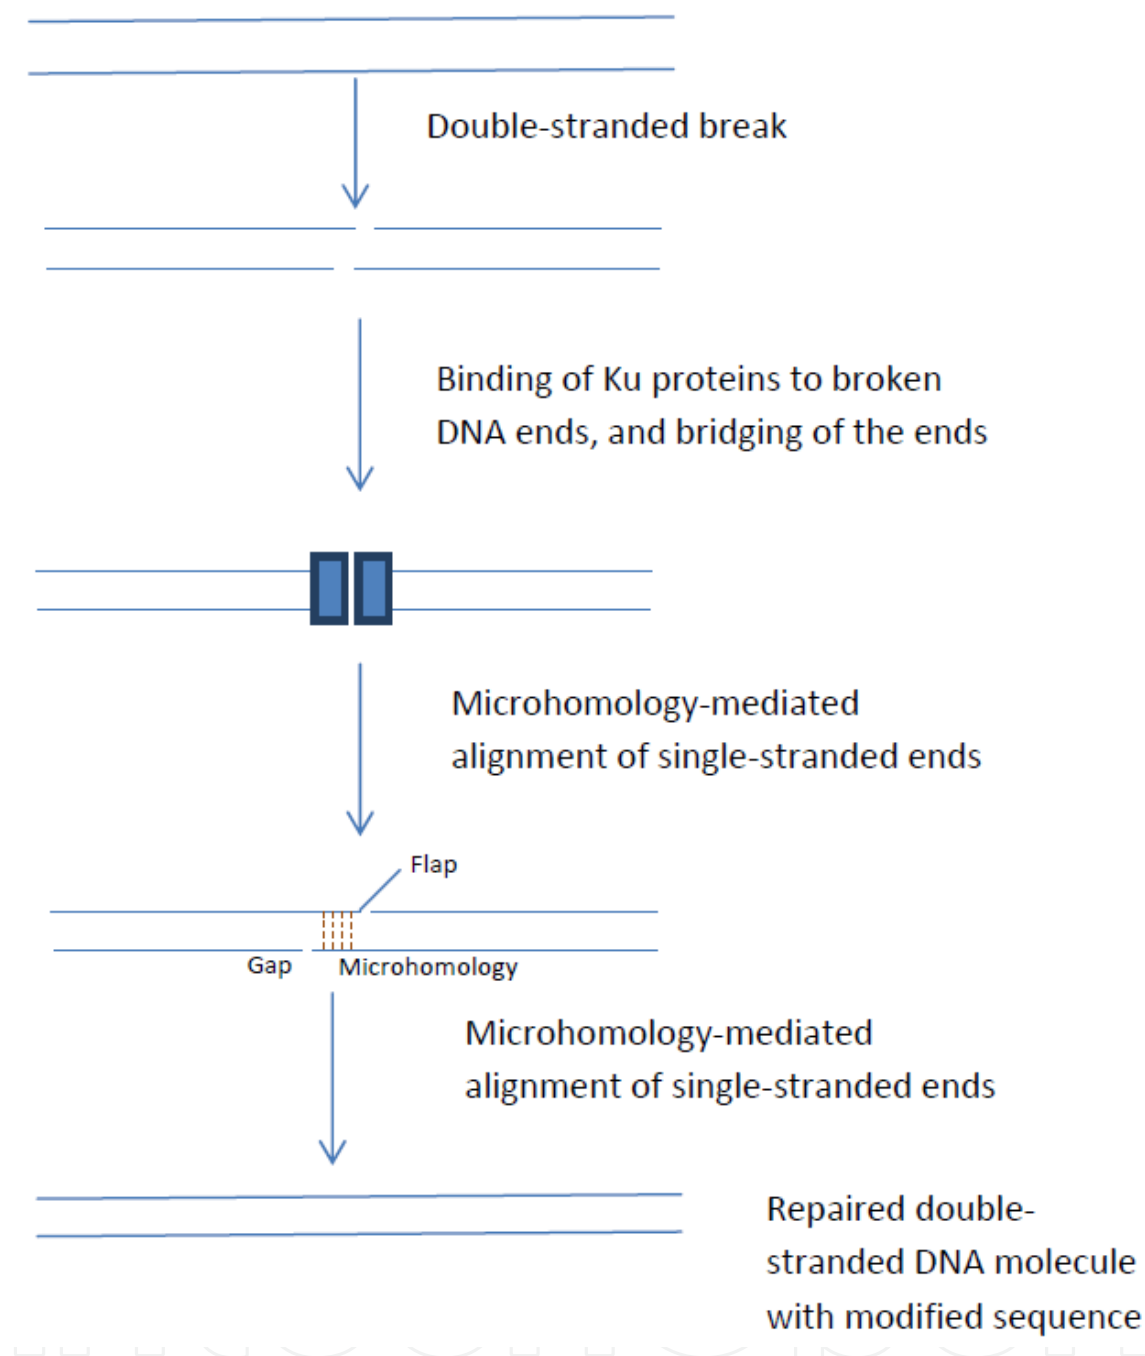 Double-stranded break
Binding of Ku proteins to broken
DNA ends, and bridging of the ends
Microhomology-mediated
alignment of single-stranded ends
Flap
Gap
Microhomology
Microhomology-mediated
alignment of single-stranded ends
Repaired double-
stranded DNA molecule
with modified sequence